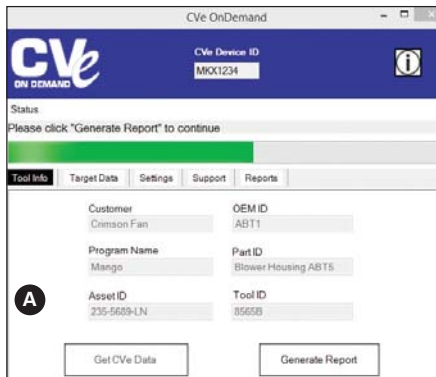 CVe OnDemand
CVe
ON DEMAND
CVe Device ID
MKX1234
i
Status
Please click "Generate Report" to continue
Tool Info Target Data Settings Support Reports
Customer OEM ID
Crimson Fan ABT1
Program Name Part ID
Mango Blower Housing ABT5
A
Asset ID Tool ID
235-5689-LN 8565B
Get CVe Data Generate Report